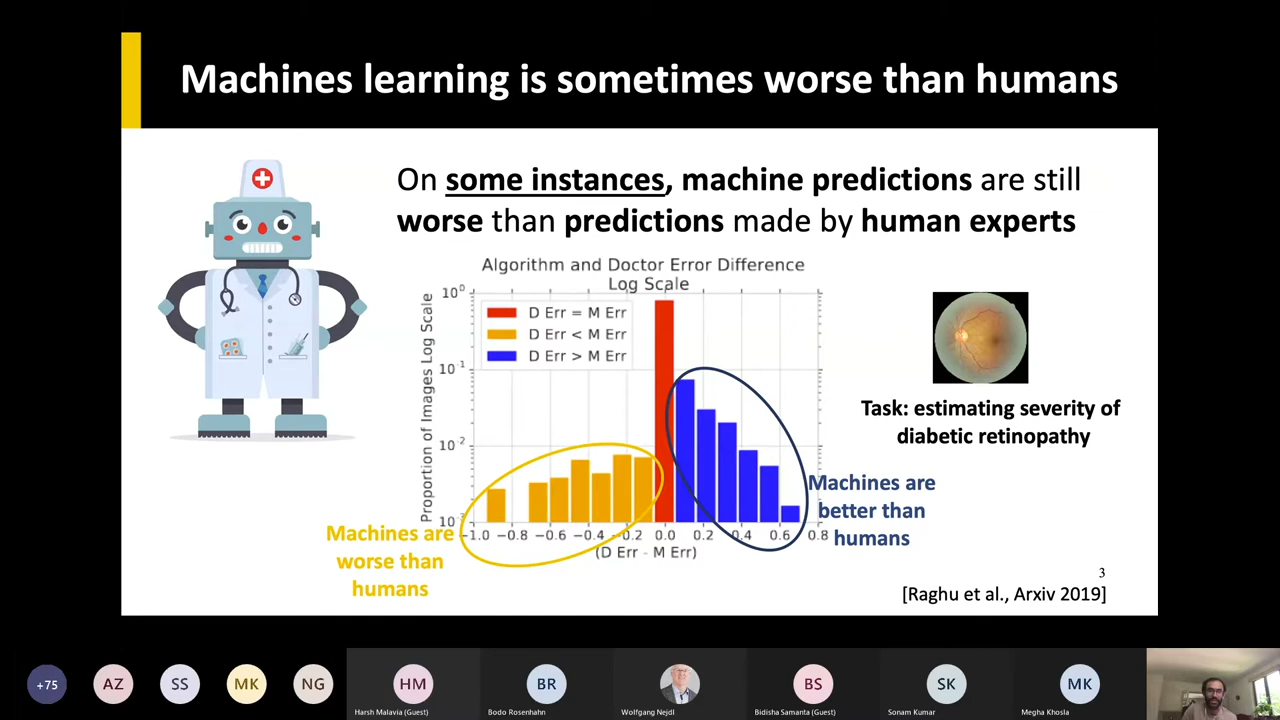 Machines learning is sometimes worse than humans
On some instances, machine predictions are still
worse than predictions made by human experts
Algorithm and Doctor Error Difference
Log Scale
Proportion of Images Log Scale
10⁰
10⁻¹
10⁻²
D Err = M Err
D Err < M Err
D Err > M Err
-1.0 -0.8 -0.6 -0.4 -0.2 0.0 0.2 0.4 0.6 0.8
(D Err - M Err)
Machines are
worse than
humans
Machines are
better than
humans
Task: estimating severity of
diabetic retinopathy
3
[Raghu et al., Arxiv 2019]
+75
AZ
SS
MK
NG
HM
Harsh Malavia (Guest)
BR
Bodo Rosenhahn
Wolfgang Nejdl
BS
Bidisha Samanta (Guest)
SK
Sonam Kumar
MK
Megha Khosla